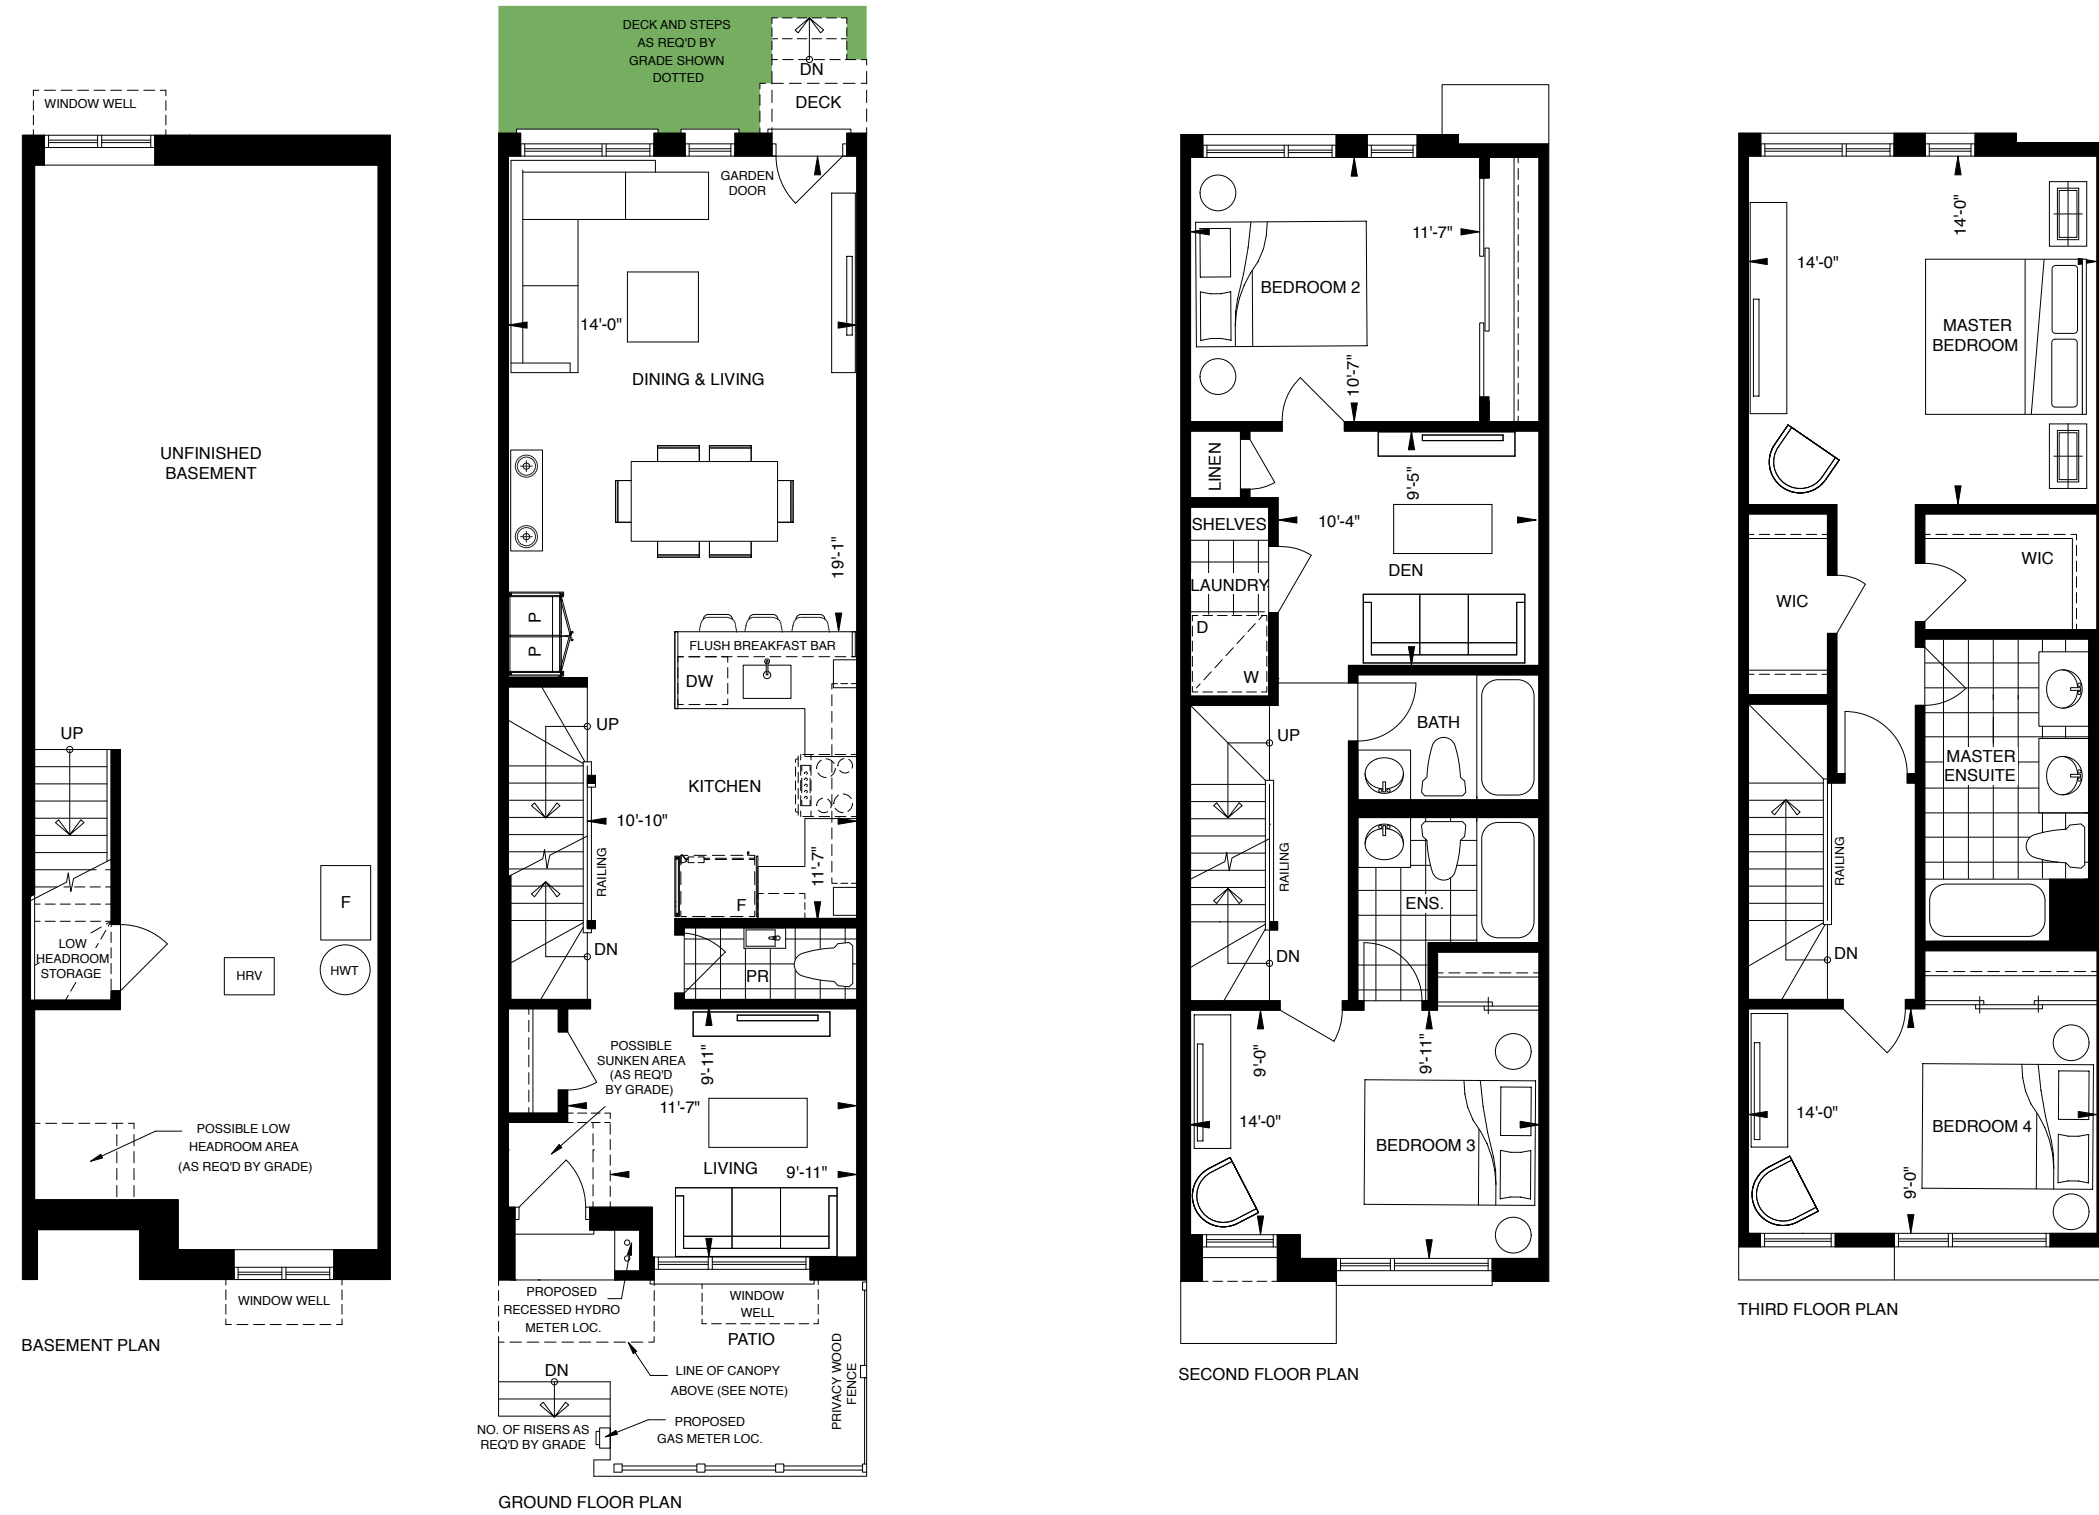 WINDOW WELL
UNFINISHED
BASEMENT
UP
LOW
HEADROOM
STORAGE
F
HRV
HWT
POSSIBLE LOW
HEADROOM AREA
(AS REQ'D BY GRADE)
WINDOW WELL
BASEMENT PLAN
DECK AND STEPS
AS REQ'D BY
GRADE SHOWN
DOTTED
DN
DECK
GARDEN
DOOR
14'-0"
DINING & LIVING
19'-1"
P
P
FLUSH BREAKFAST BAR
DW
UP
KITCHEN
10'-10"
RAILING
11'-7"
F
DN
PR
POSSIBLE
SUNKEN AREA
(AS REQ'D
BY GRADE)
9'-11"
11'-7"
LIVING
9'-11"
PROPOSED
RECESSED HYDRO
METER LOC.
WINDOW
WELL
PATIO
LINE OF CANOPY
ABOVE (SEE NOTE)
PRIVACY WOOD
FENCE
DN
NO. OF RISERS AS
REQ'D BY GRADE
PROPOSED
GAS METER LOC.
GROUND FLOOR PLAN
11'-7"
BEDROOM 2
10'-7"
LINEN
9'-5"
SHELVES
10'-4"
LAUNDRY
DEN
D
W
UP
BATH
RAILING
ENS.
DN
9'-0"
9'-11"
14'-0"
BEDROOM 3
SECOND FLOOR PLAN
14'-0"
14'-0"
MASTER
BEDROOM
WIC
WIC
MASTER
ENSUITE
RAILING
DN
14'-0"
BEDROOM 4
9'-0"
THIRD FLOOR PLAN